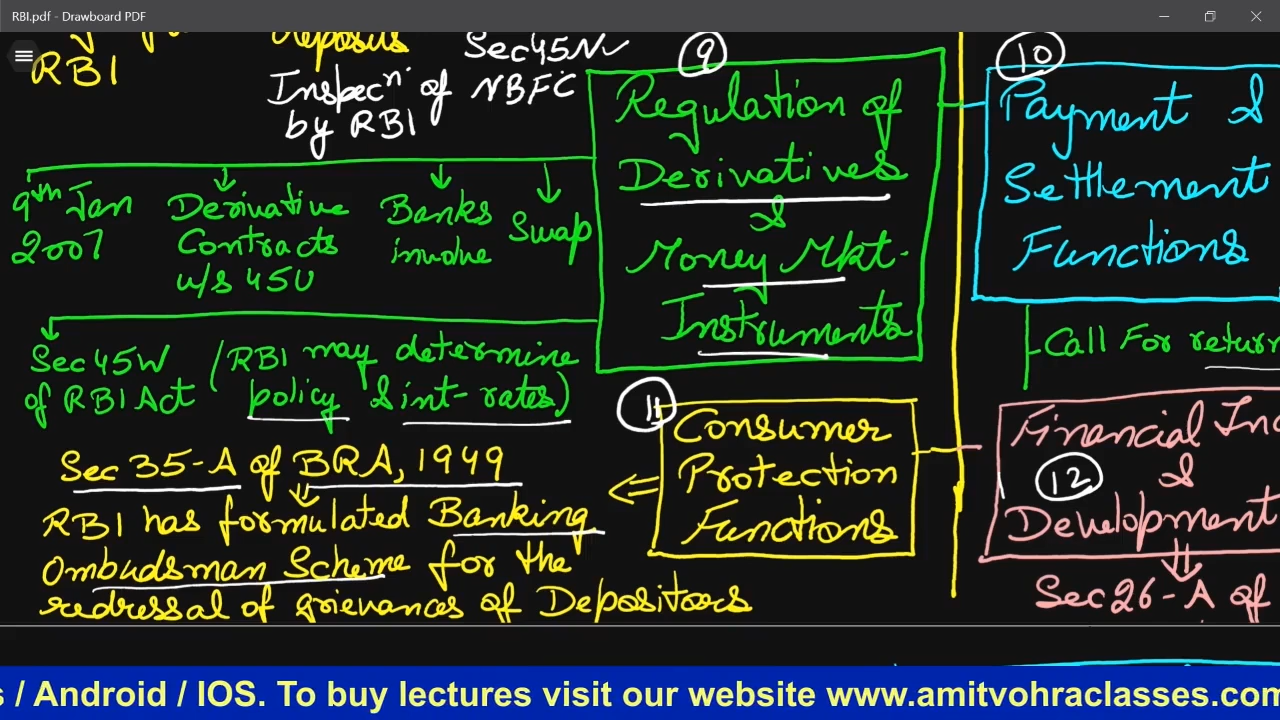 RBI.pdf - Drawboard PDF
RBI
Deposits
Sec45N
Inspecn. of NBFC
by RBI
9
Regulation of
Derivatives
&
Money Mkt.
Instruments
10
Payment &
Settlement
Functions
9th Jan
2007
Derivative
Contracts
u/s 45U
Banks
involve
Swap
Sec45W
of RBI Act
(RBI may determine
policy & int-rates)
Call For return
11
Consumer
Protection
Functions
Sec 35-A of BRA, 1949
RBI has formulated Banking
Ombudsman Scheme for the
redressal of grievances of Depositors
Financial Inc
12
&
Development
Sec26-A of
s / Android / IOS. To buy lectures visit our website www.amitvohraclasses.com